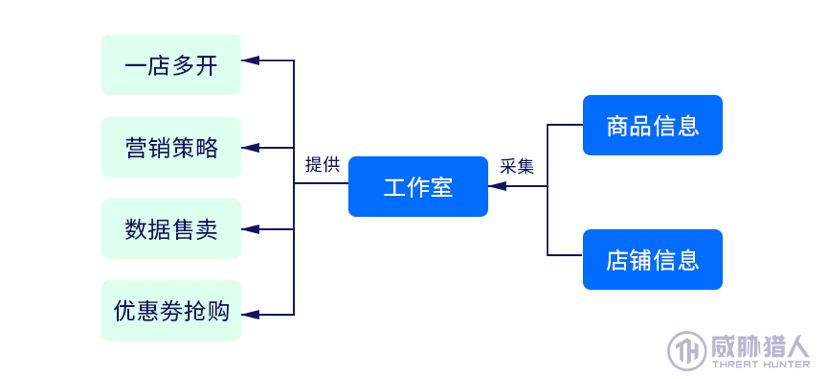 一店多开
营销策略
数据售卖
优惠劵抢购
提供
工作室
采集
商品信息
店铺信息
威胁猎人
THREAT HUNTER